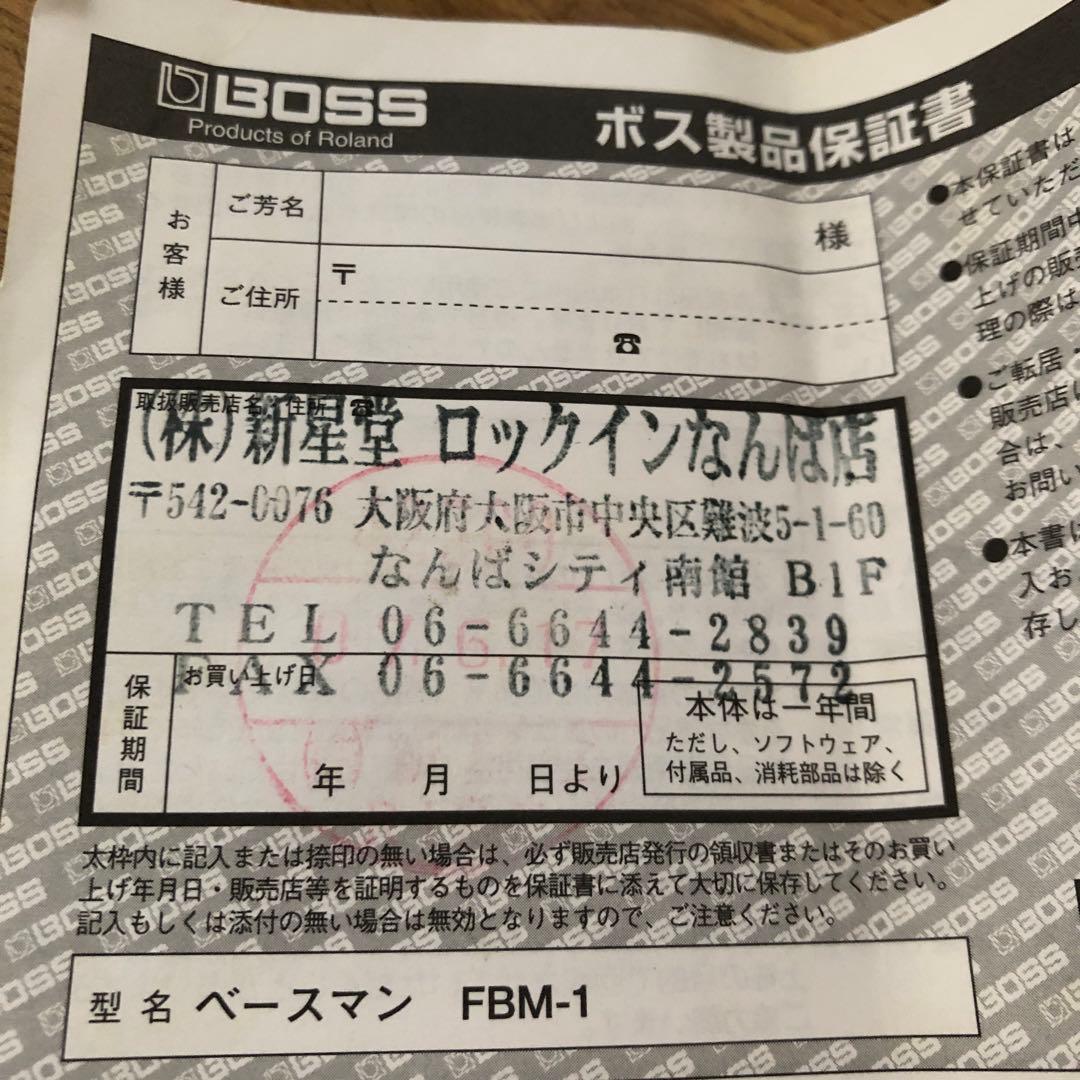 BOSS
Products of Roland
ボス製品保証書
お客様
ご芳名
様
ご住所
〒
☎
取扱販売店名 住所 ☎
(株)新星堂 ロックインなんば店
〒542-0076 大阪府大阪市中央区難波5-1-60
なんばシティ南館 B1F
TEL 06-6644-2839
FAX 06-6644-2572
保証期間
お買い上げ日
年 月 日より
本体は一年間
ただし、ソフトウェア、
付属品、消耗部品は除く
太枠内に記入または捺印の無い場合は、必ず販売店発行の領収書またはそのお買い
上げ年月日・販売店等を証明するものを保証書に添えて大切に保存してください。
記入もしくは添付の無い場合は無効となりますので、ご注意ください。
型名 ベースマン FBM-1
●本保証書は
せていただ
●保証期間中
上げの販売
理の際は
●ご転居・
販売店に
合は、
お問い
●本書は
入お
存し